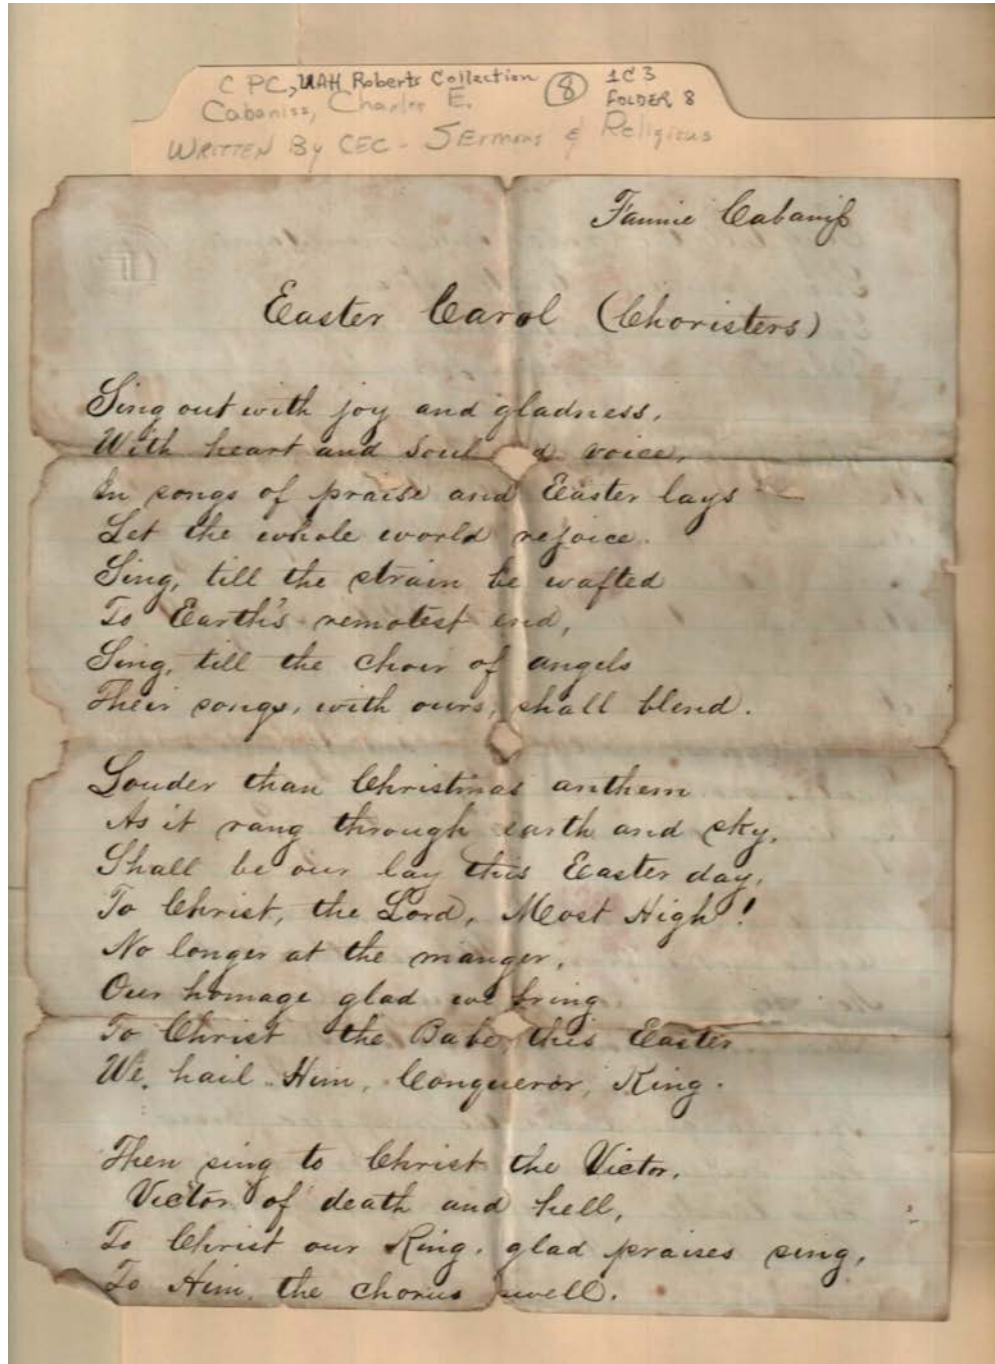 C PC, UAH Roberts Collection 8 1C3
Cabaniss, Charles E. FOLDER 8
WRITTEN By CEC - SErmons & Religious
Fannie Cabaniss
Easter Carol (Choristers)
Sing out with joy and gladness,
With heart and soul d voice,
In songs of praise and Easter lays
Let the whole world rejoice.
Sing, till the strain be wafted
To Earth's remotest end,
Sing, till the choir of angels
Their songs, with ours, shall blend.
Louder than Christmas anthem
As it rang through earth and sky,
Shall be our lay this Easter day,
To Christ, the Lord, Most High!
No longer at the manger,
Our homage glad we bring
To Christ the Babe, this Easter
We, hail Him, Conqueror, King.
Then sing to Christ the Victor,
Victor of death and hell,
To Christ our King, glad praises sing,
To Him, the chorus swell.